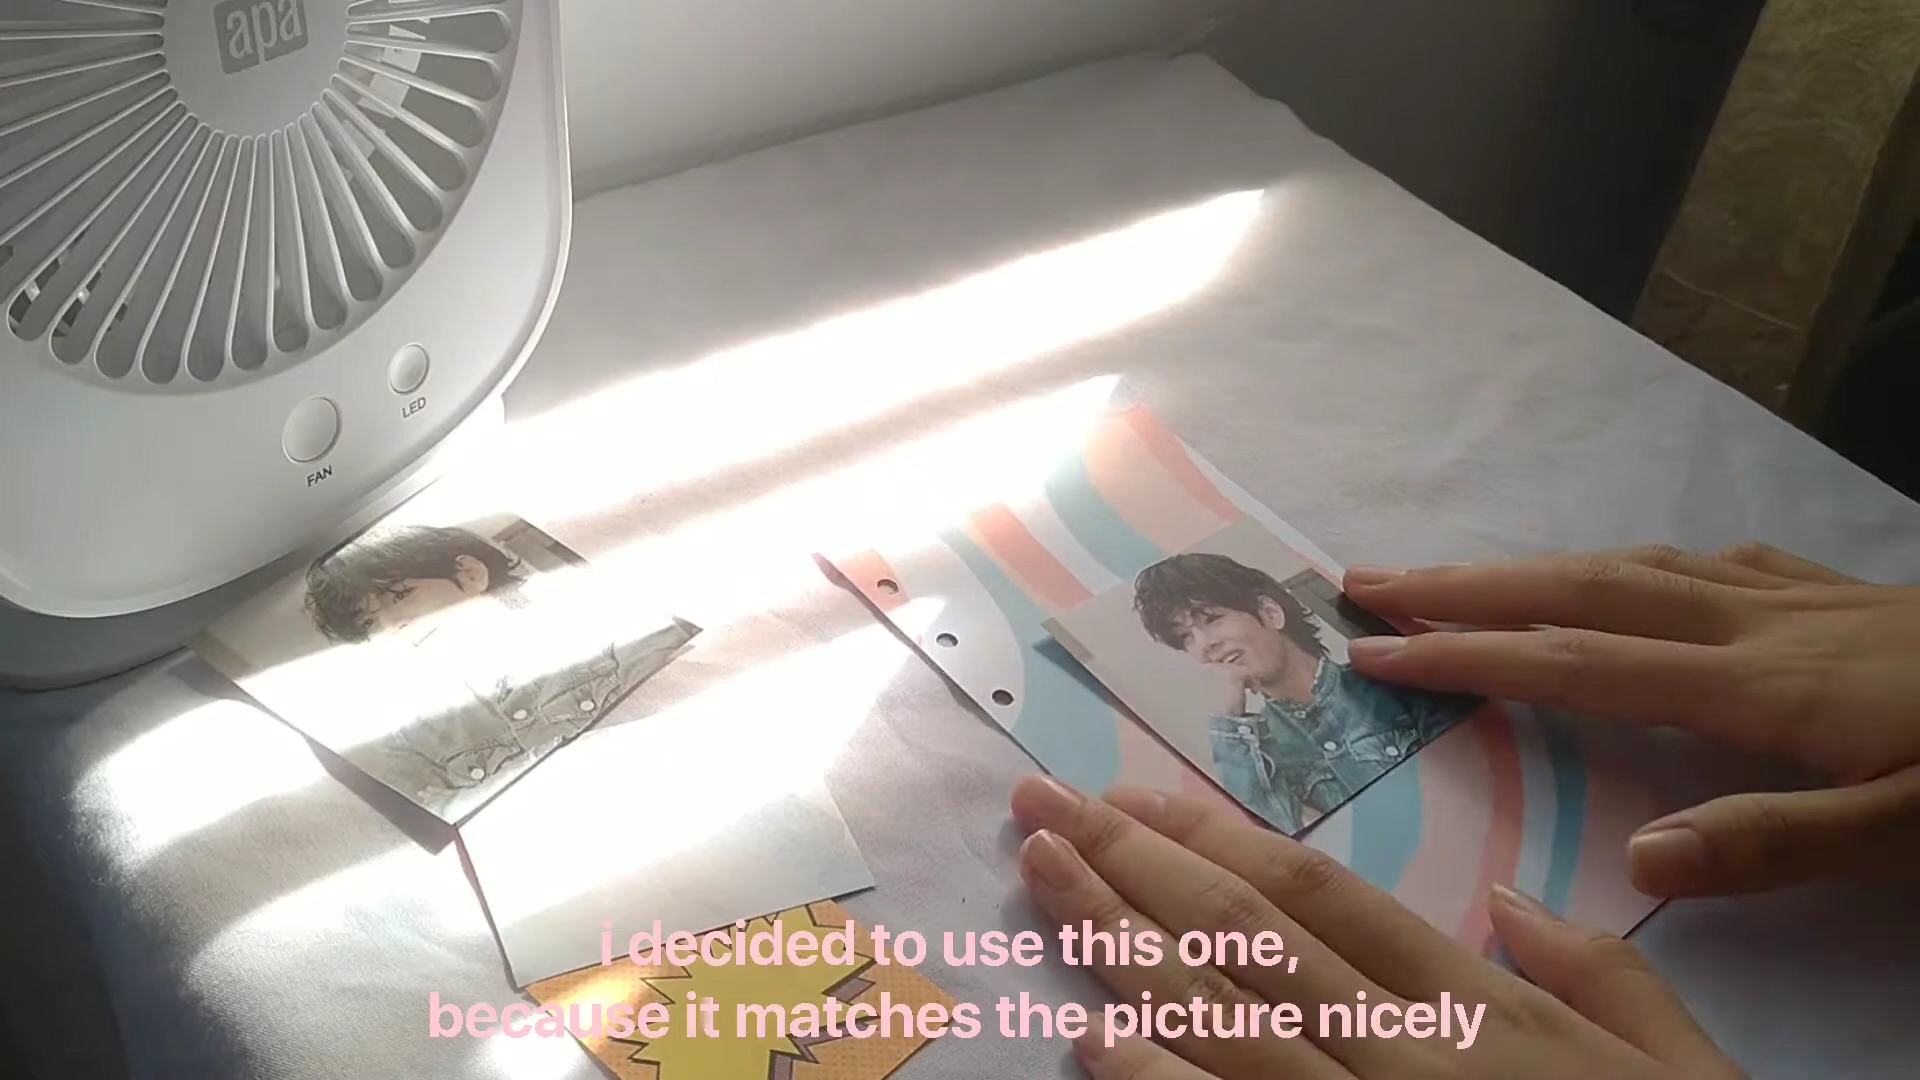 apa
LED
FAN
i decided to use this one,
because it matches the picture nicely